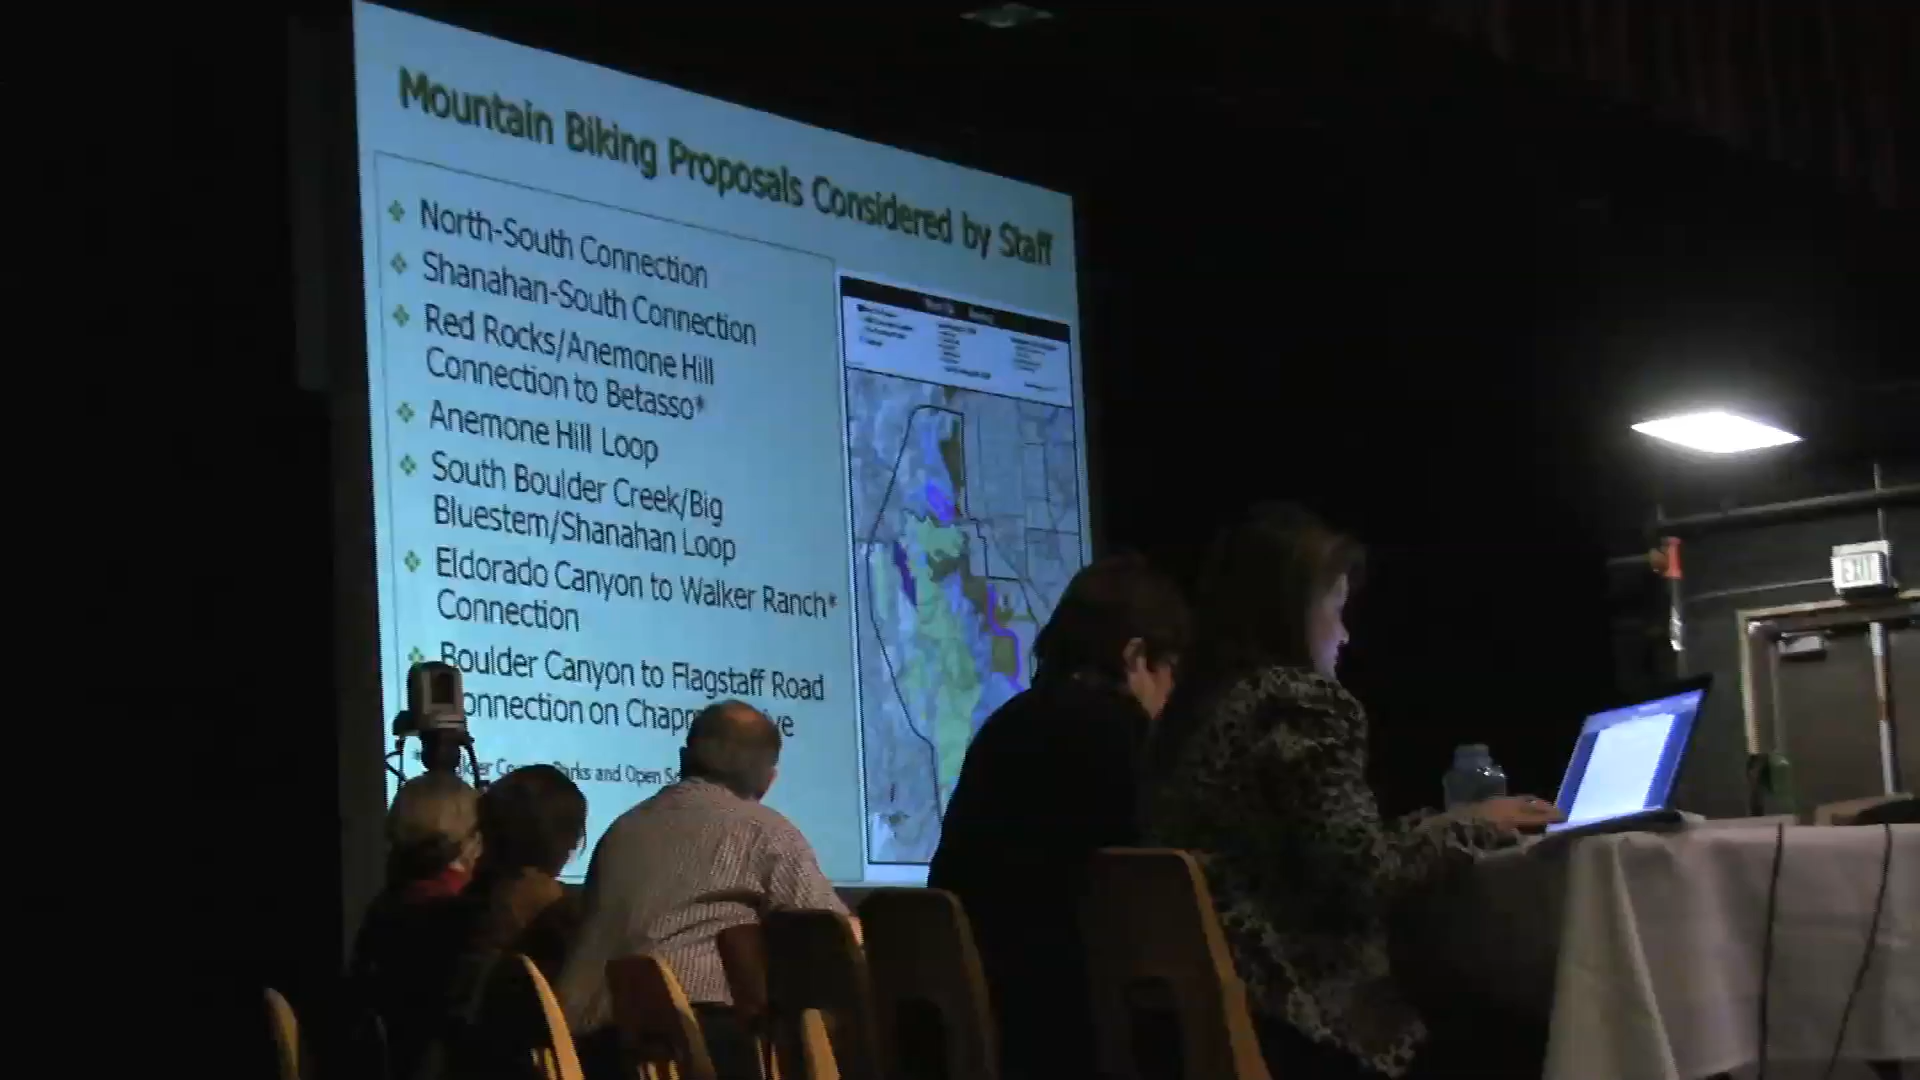 Mountain Biking Proposals Considered by Staff
North-South Connection
Shanahan-South Connection
Red Rocks/Anemone Hill
Connection to Betasso*
Anemone Hill Loop
South Boulder Creek/Big
Bluestem/Shanahan Loop
Eldorado Canyon to Walker Ranch*
Connection
Boulder Canyon to Flagstaff Road
onnection on
Parks and Open
EXIT